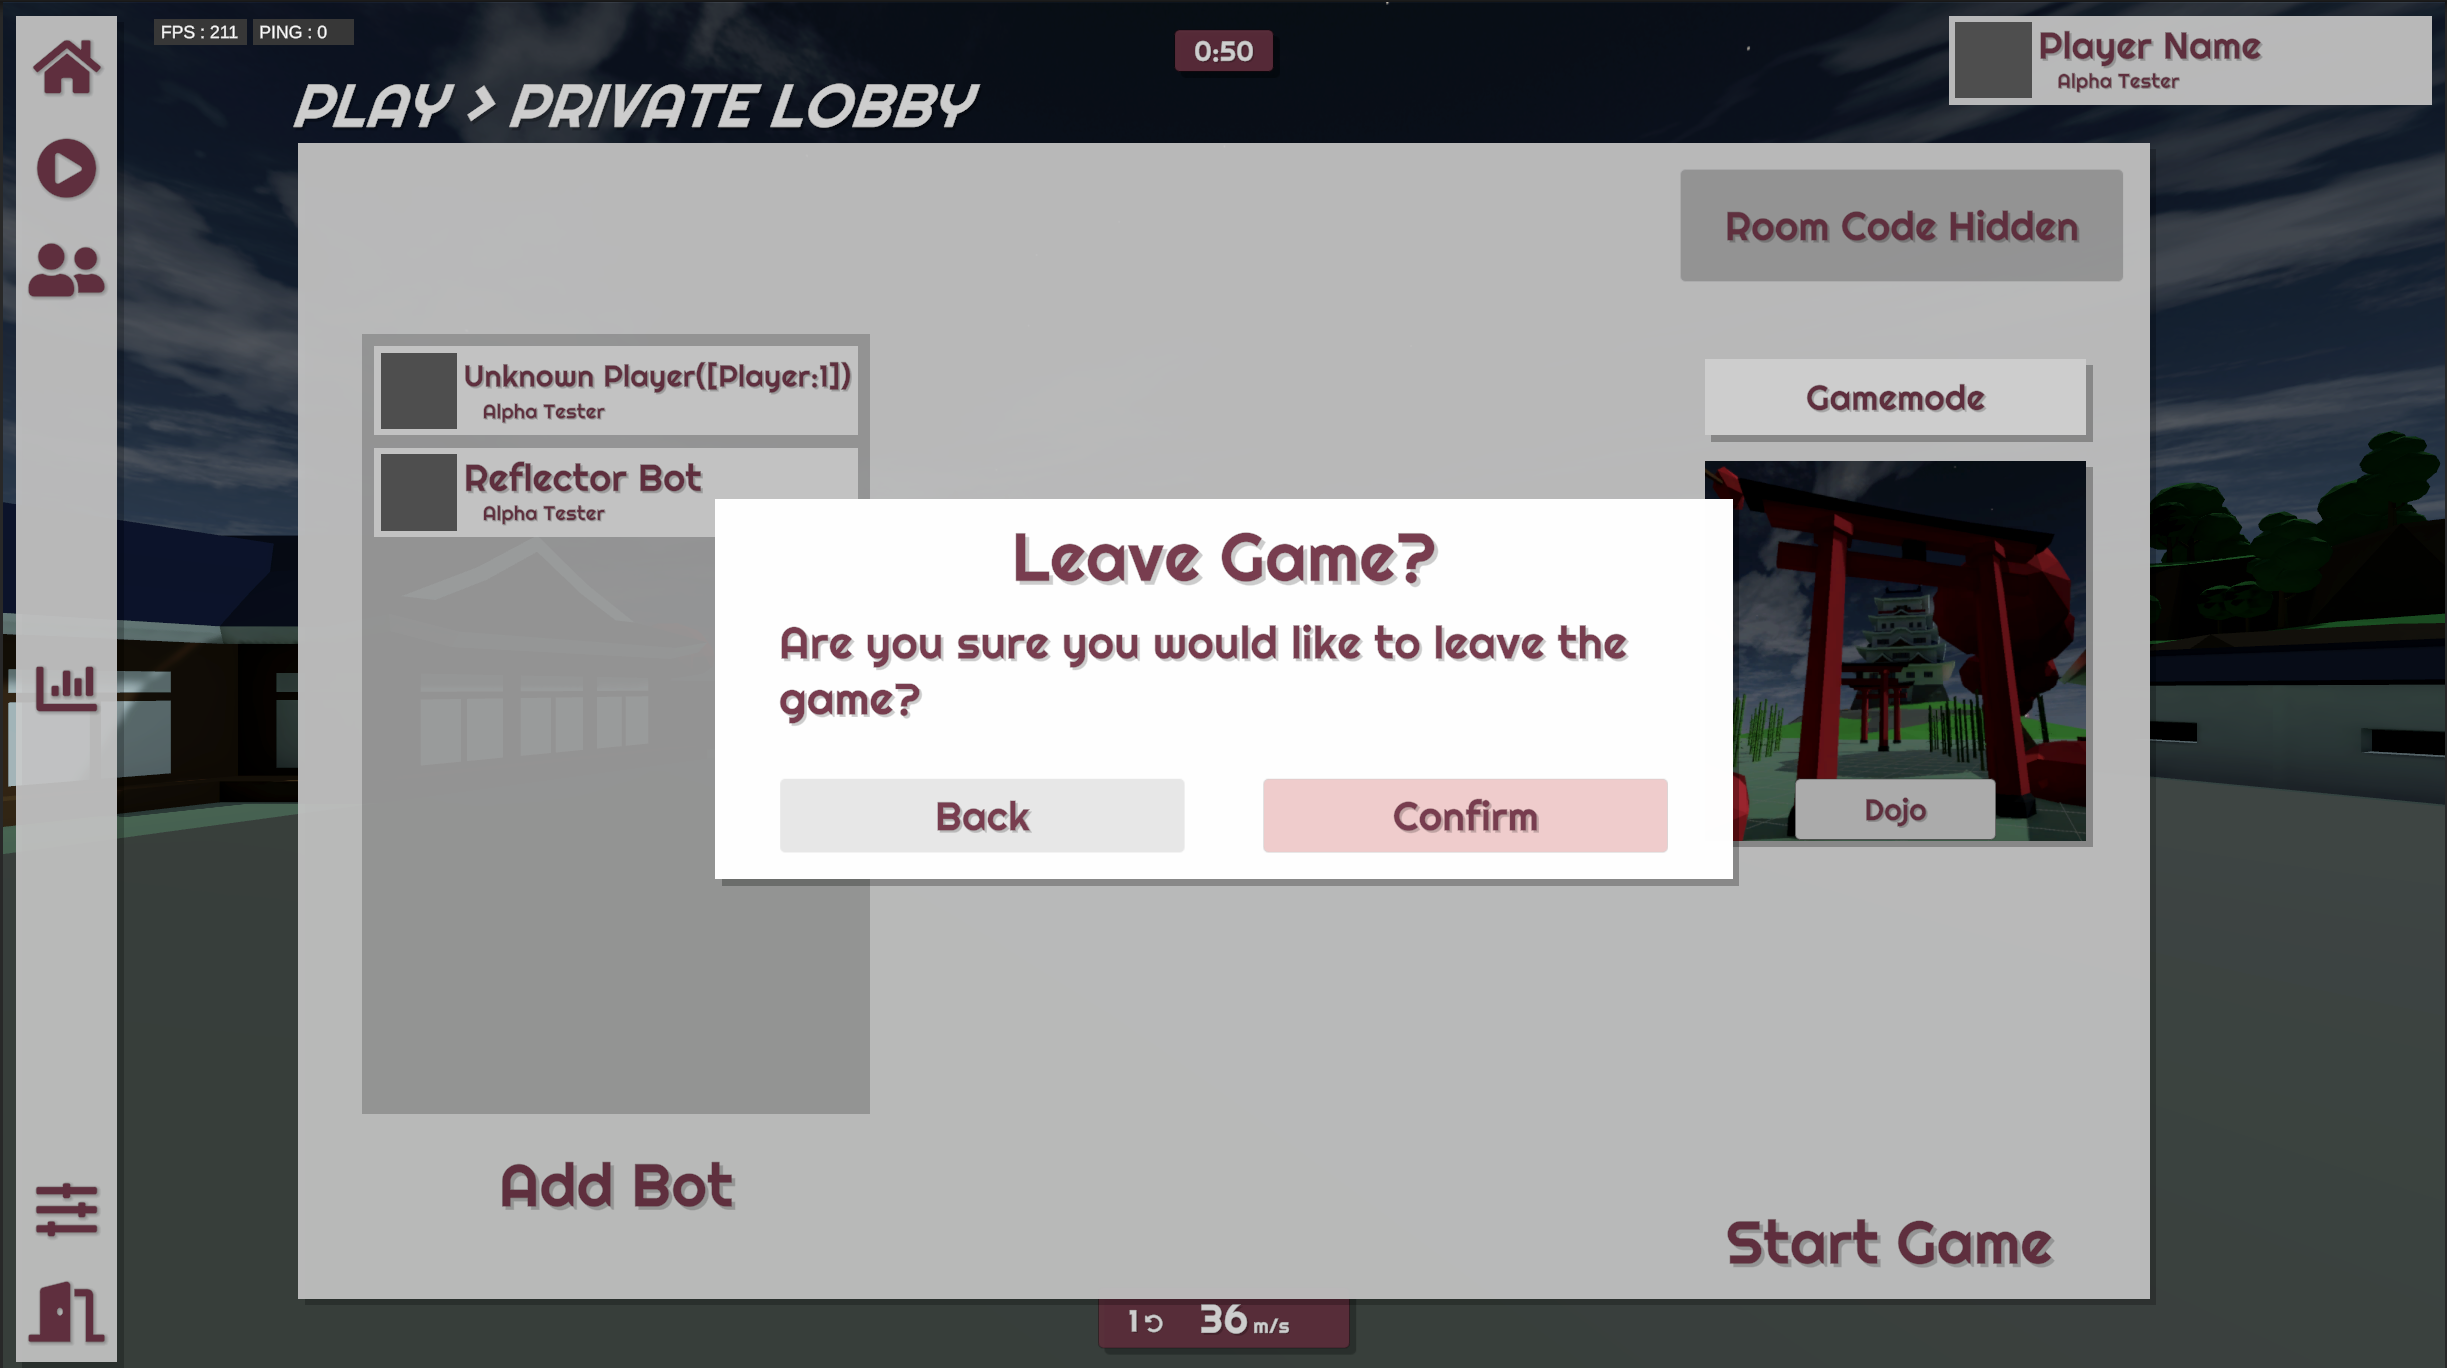 FPS : 211 PING : 0
0:50
Player Name
Alpha Tester
PLAY > PRIVATE LOBBY
Room Code Hidden
Unknown Player([Player:1])
Alpha Tester
Reflector Bot
Alpha Tester
Gamemode
Leave Game?
Are you sure you would like to leave the
game?
Back
Confirm
Dojo
Add Bot
Start Game
1 36 m/s